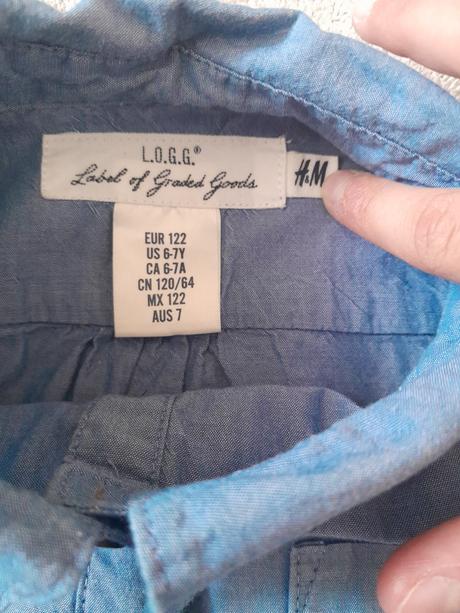 L.O.G.G.®
Label of Graded Goods
H&M
EUR 122
US 6-7Y
CA 6-7A
CN 120/64
MX 122
AUS 7